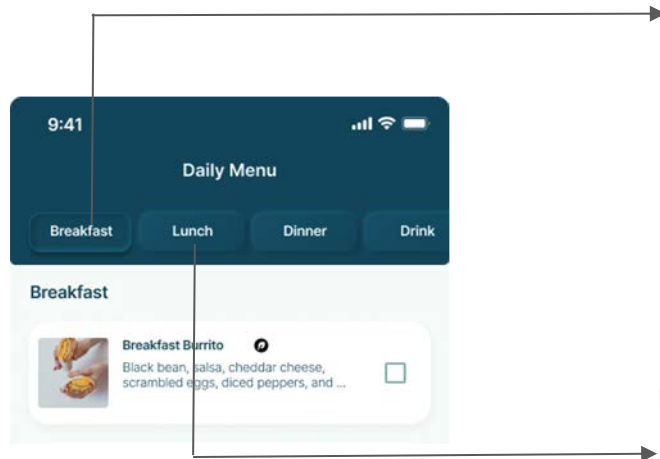 9:41
Daily Menu
Breakfast Lunch Dinner Drink
Breakfast
Breakfast Burrito
Black bean, salsa, cheddar cheese,
scrambled eggs, diced peppers, and ...